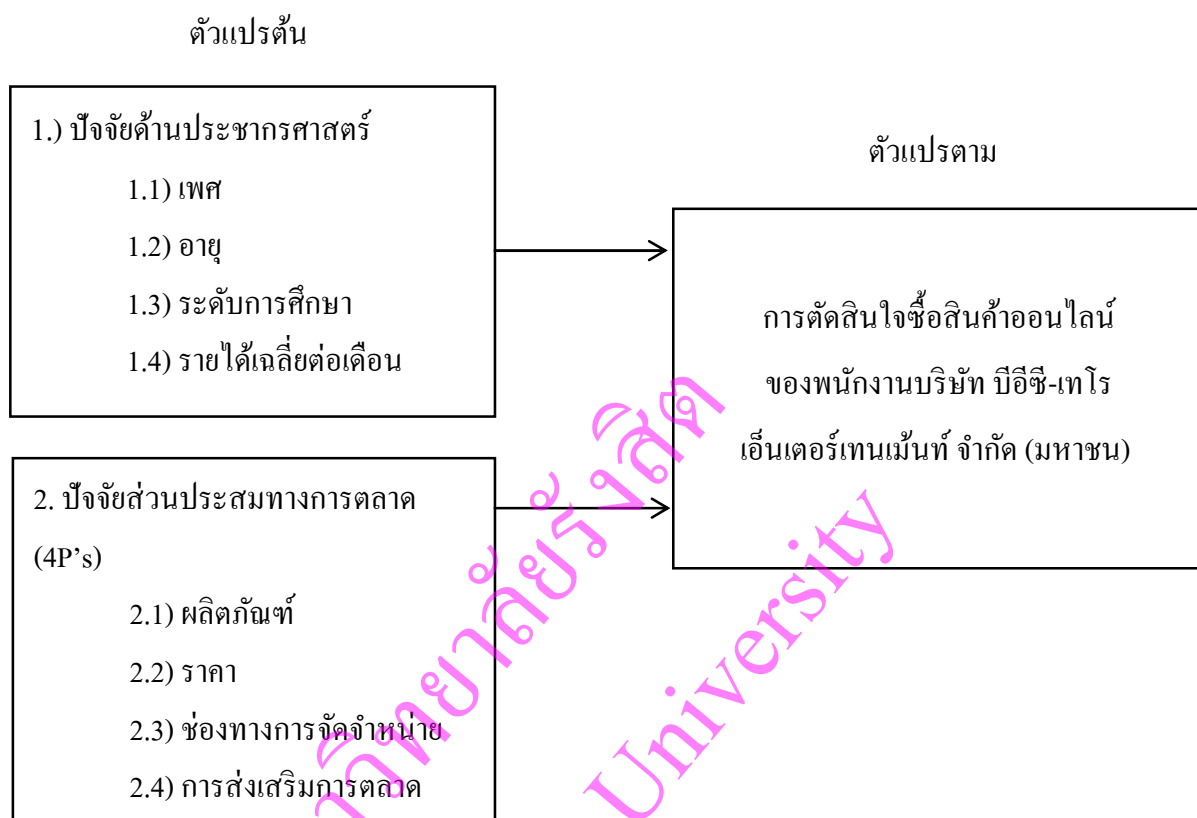 ตัวแปรต้น
1.) ปัจจัยด้านประชากรศาสตร์
1.1) เพศ
1.2) อายุ
1.3) ระดับการศึกษา
1.4) รายได้เฉลี่ยต่อเดือน
2. ปัจจัยส่วนประสมทางการตลาด
(4P’s)
2.1) ผลิตภัณฑ์
2.2) ราคา
2.3) ช่องทางการจัดจำหน่าย
2.4) การส่งเสริมการตลาด
ตัวแปรตาม
การตัดสินใจซื้อสินค้าออนไลน์
ของพนักงานบริษัท บีอีซี-เทโร
เอ็นเตอร์เทนเม้นท์ จำกัด (มหาชน)
วิทยาลัยรังสิต
University